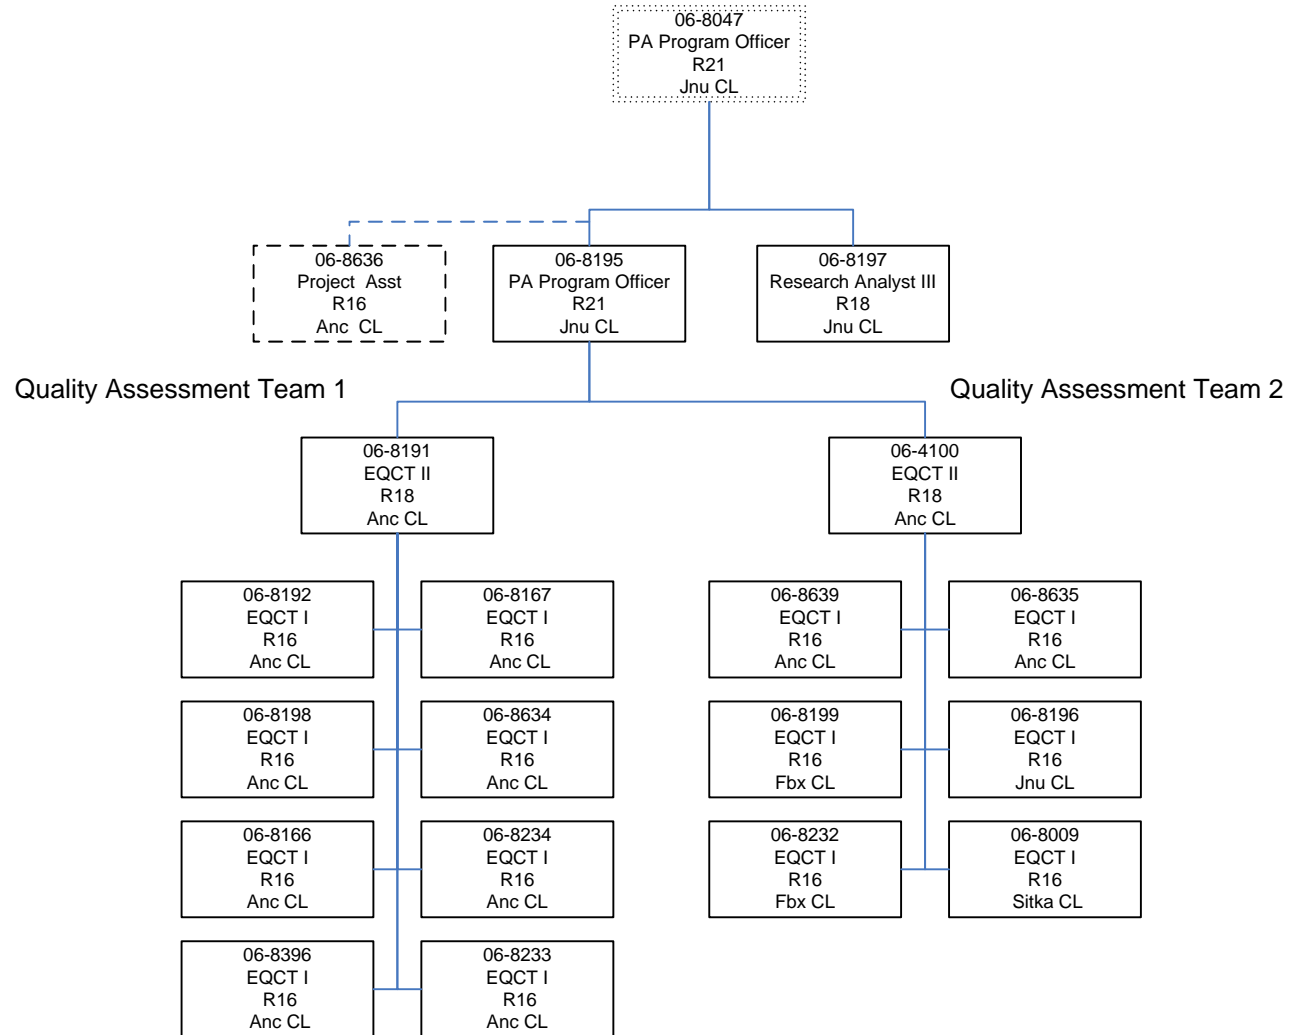 06-8047
PA Program Officer
R21
Jnu CL
06-8636
Project Asst
R16
Anc CL
06-8195
PA Program Officer
R21
Jnu CL
06-8197
Research Analyst III
R18
Jnu CL
Quality Assessment Team 1
Quality Assessment Team 2
06-8191
EQCT II
R18
Anc CL
06-4100
EQCT II
R18
Anc CL
06-8192
EQCT I
R16
Anc CL
06-8167
EQCT I
R16
Anc CL
06-8639
EQCT I
R16
Anc CL
06-8635
EQCT I
R16
Anc CL
06-8198
EQCT I
R16
Anc CL
06-8634
EQCT I
R16
Anc CL
06-8199
EQCT I
R16
Fbx CL
06-8196
EQCT I
R16
Jnu CL
06-8166
EQCT I
R16
Anc CL
06-8234
EQCT I
R16
Anc CL
06-8232
EQCT I
R16
Fbx CL
06-8009
EQCT I
R16
Sitka CL
06-8396
EQCT I
R16
Anc CL
06-8233
EQCT I
R16
Anc CL